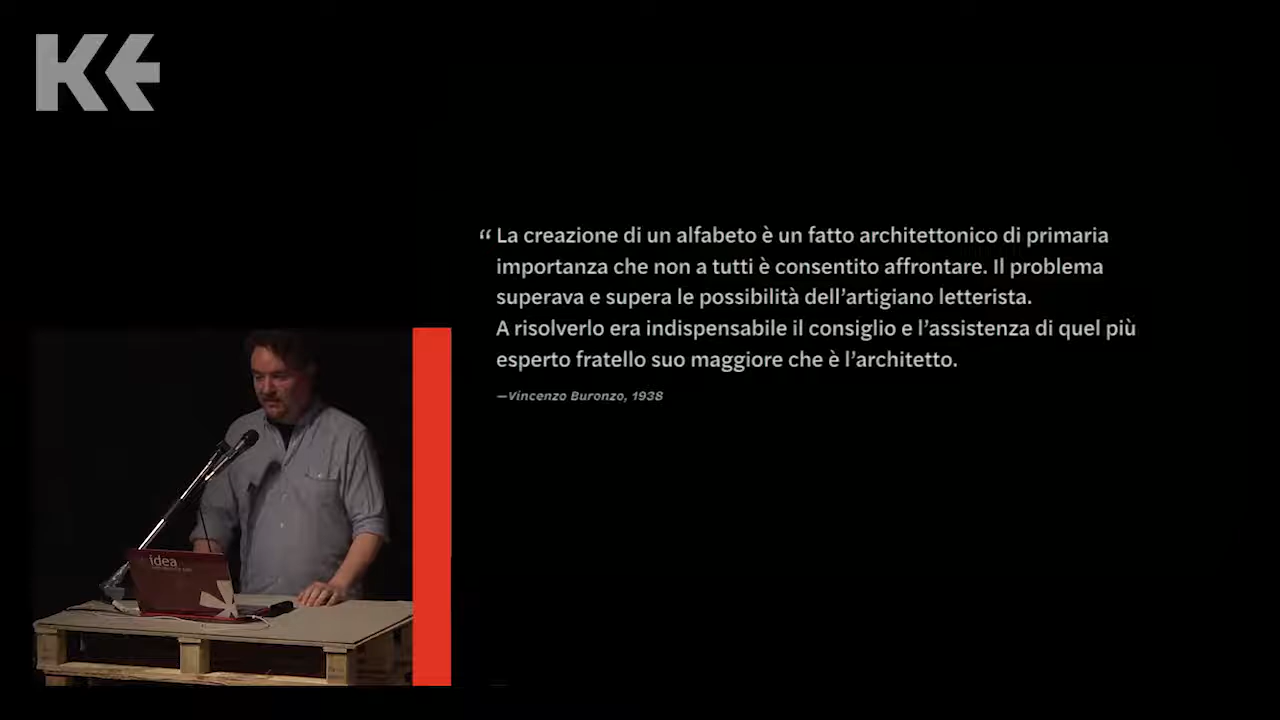 KE
“ La creazione di un alfabeto è un fatto architettonico di primaria
importanza che non a tutti è consentito affrontare. Il problema
superava e supera le possibilità dell’artigiano letterista.
A risolverlo era indispensabile il consiglio e l’assistenza di quel più
esperto fratello suo maggiore che è l’architetto.
—Vincenzo Buronzo, 1938
idea